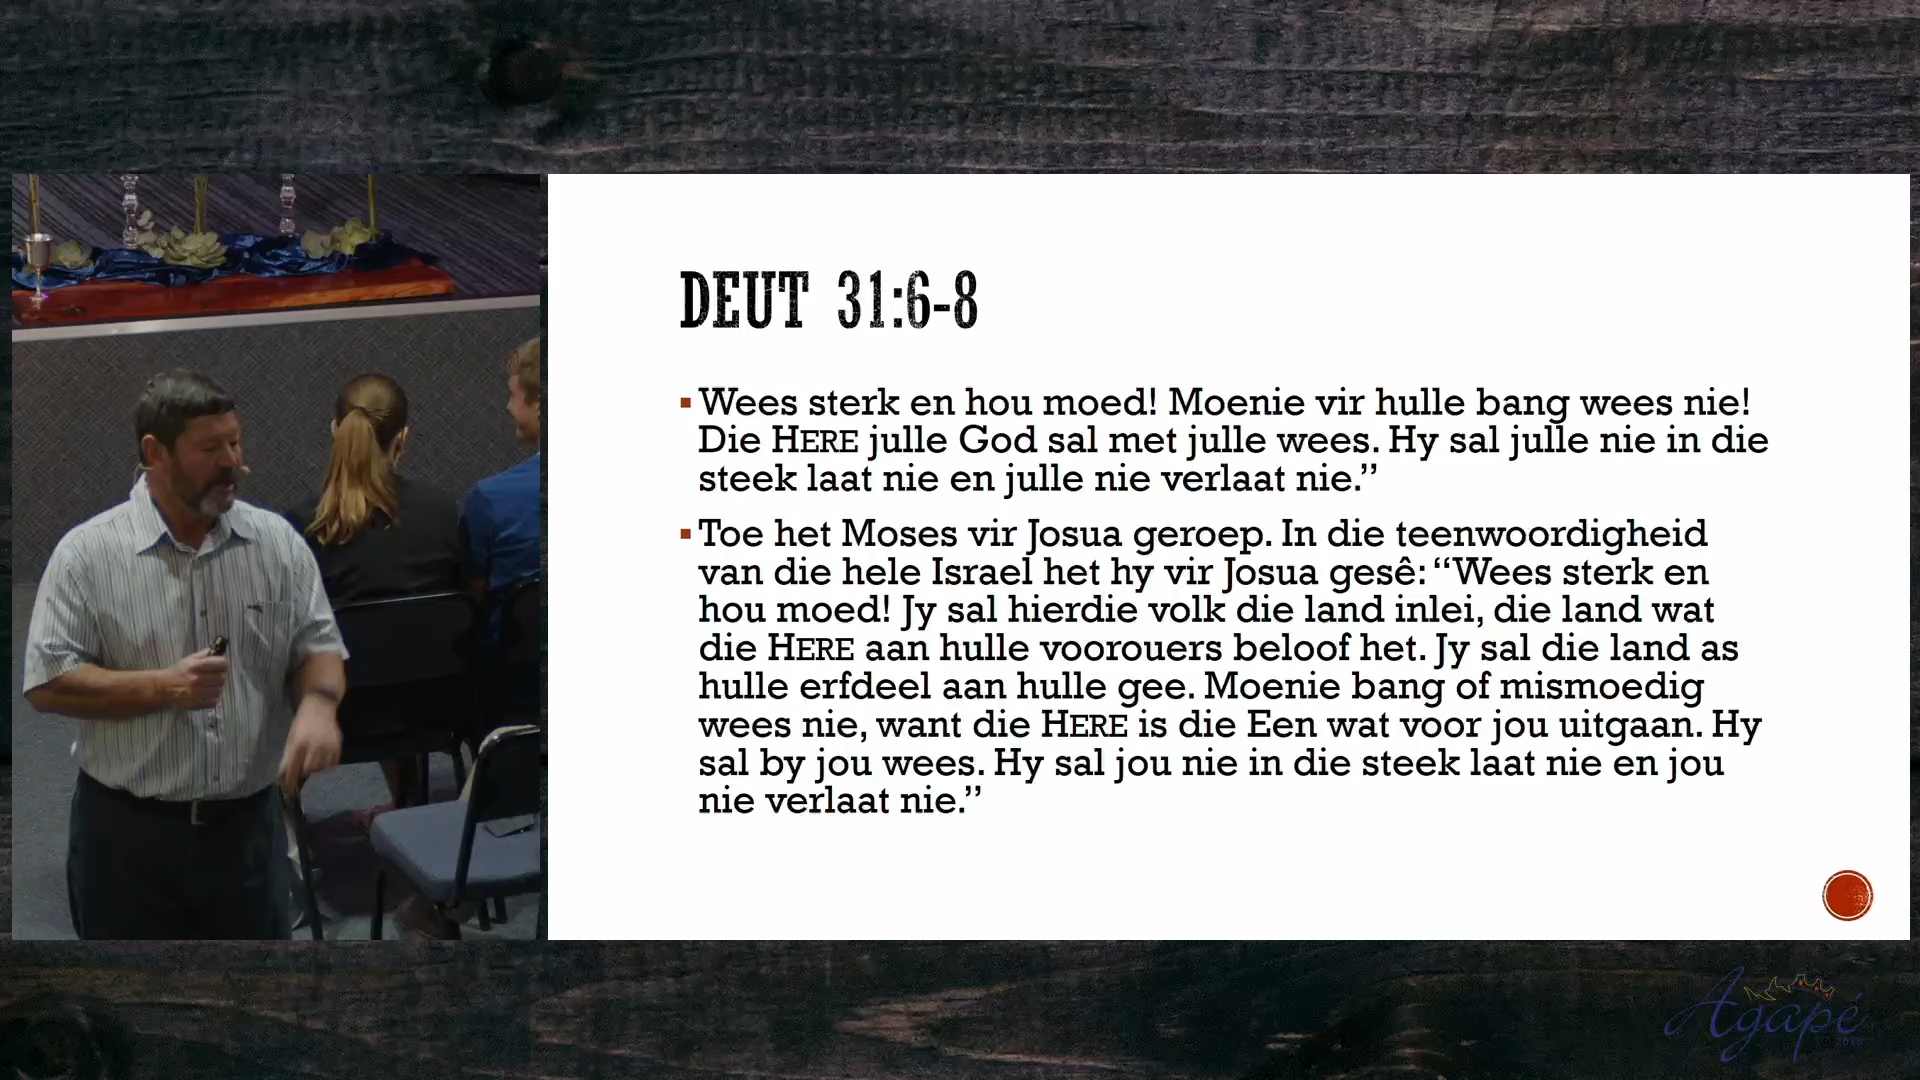 DEUT 31:6-8
▪ Wees sterk en hou moed! Moenie vir hulle bang wees nie!
Die HERE julle God sal met julle wees. Hy sal julle nie in die
steek laat nie en julle nie verlaat nie.”
▪ Toe het Moses vir Josua geroep. In die teenwoordigheid
van die hele Israel het hy vir Josua gesê: “Wees sterk en
hou moed! Jy sal hierdie volk die land inlei, die land wat
die HERE aan hulle voorouers beloof het. Jy sal die land as
hulle erfdeel aan hulle gee. Moenie bang of mismoedig
wees nie, want die HERE is die Een wat voor jou uitgaan. Hy
sal by jou wees. Hy sal jou nie in die steek laat nie en jou
nie verlaat nie.”
Agapé